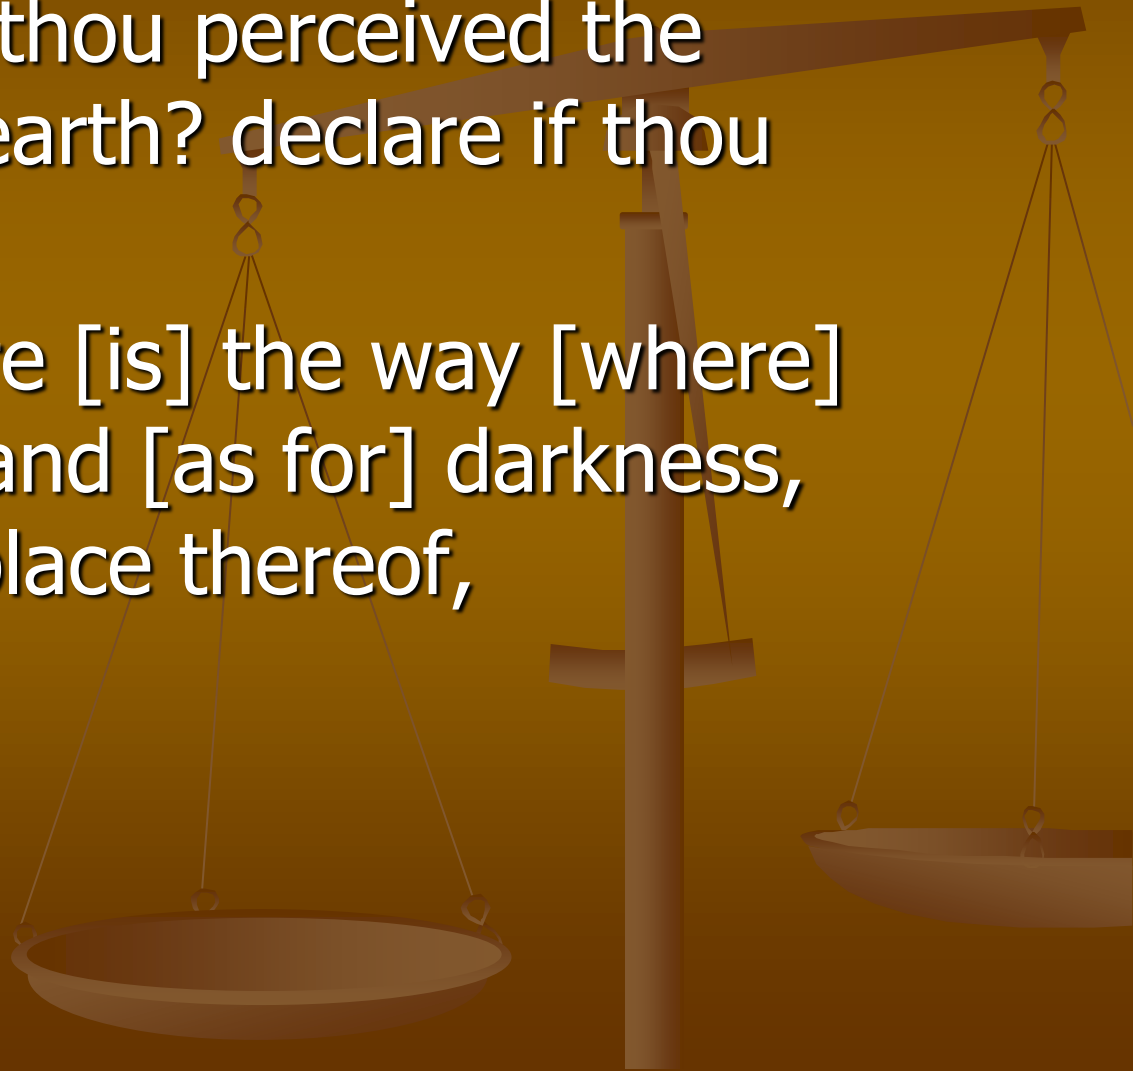 thou perceived the
earth? declare if thou
[is] the way [where]
and [as for] darkness,
place thereof,